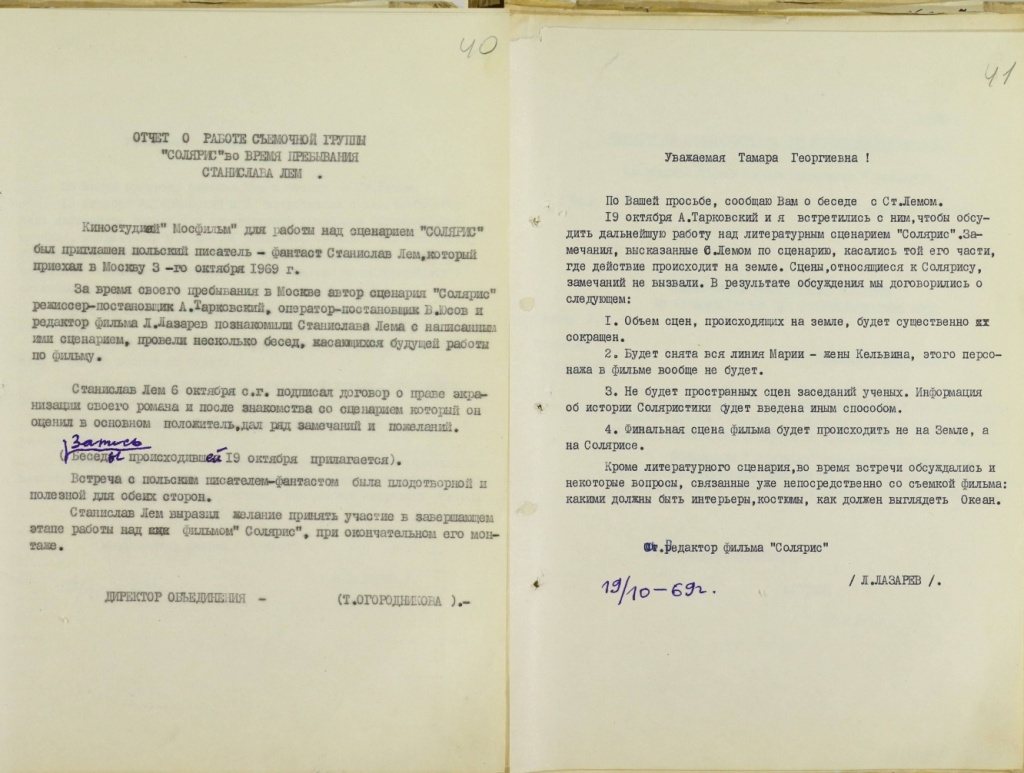 40
ОТЧЕТ О РАБОТЕ СЪЕМОЧНОЙ ГРУППЫ
"СОЛЯРИС"во ВРЕМЯ ПРЕБЫВАНИЯ
СТАНИСЛАВА ЛЕМ .
Киностудией" Мосфильм" для работы над сценарием "СОЛЯРИС"
был приглашен польский писатель - фантаст Станислав Лем,который
приехал в Москву 3 -го октября 1969 г.
За время своего пребывания в Москве автор сценария "Солярис"
режиссер-постановщик А.Тарковский, оператор-постановщик В.Юсов и
редактор фильма Л.Лазарев познакомили Станислава Лема с написанным
ими сценарием, провели несколько бесед, касающихся будущей работы
по фильму.
Станислав Лем 6 октября с.г. подписал договор о праве экра-
низации своего романа и после знакомства со сценарием который он
оценил в основном положитель,дал ряд замечаний и пожеланий.
Запись
(Беседы происходившей 19 октября прилагается).
Встреча с польским писателем-фантастом была плодотворной и
полезной для обеих сторон.
Станислав Лем выразил желание принять участие в завершающем
этапе работы над фильмом" Солярис", при окончательном его мон-
таже.
ДИРЕКТОР ОБЪЕДИНЕНИЯ - (Т.ОГОРОДНИКОВА ).-
41
Уважаемая Тамара Георгиевна !
По Вашей просьбе, сообщаю Вам о беседе с Ст.Лемом.
19 октября А.Тарковский и я встретились с ним,чтобы обсу-
дить дальнейшую работу над литературным сценарием "Солярис".За-
мечания, высказанные С.Лемом по сценарию, касались той его части,
где действие происходит на земле. Сцены,относящиеся к Солярису,
замечаний не вызвали. В результате обсуждения мы договорились о
следующем:
1. Объем сцен, происходящих на земле, будет существенно
сокращен.
2. Будет снята вся линия Марии - жены Кельвина, этого персо-
нажа в фильме вообще не будет.
3. Не будет пространных сцен заседаний ученых. Информация
об истории Соляристики будет введена иным способом.
4. Финальная сцена фильма будет происходить не на Земле, а
на Солярисе.
Кроме литературного сценария,во время встречи обсуждались и
некоторые вопросы, связанные уже непосредственно со съемкой фильма:
какими должны быть интерьеры,костюмы, как должен выглядеть Океан.
Ст.Редактор фильма "Солярис"
/ Л.ЛАЗАРЕВ /.
19/10-69г.